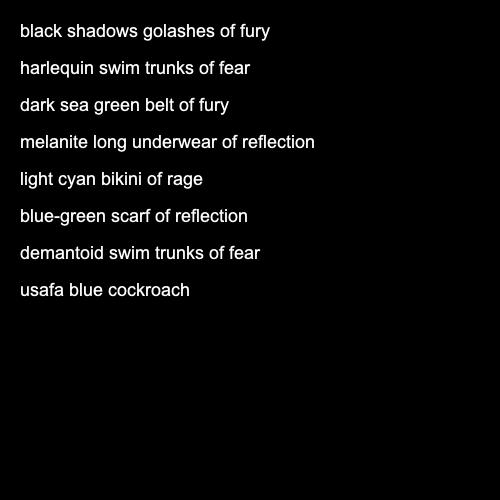 black shadows golashes of fury
harlequin swim trunks of fear
dark sea green belt of fury
melanite long underwear of reflection
light cyan bikini of rage
blue-green scarf of reflection
demantoid swim trunks of fear
usafa blue cockroach